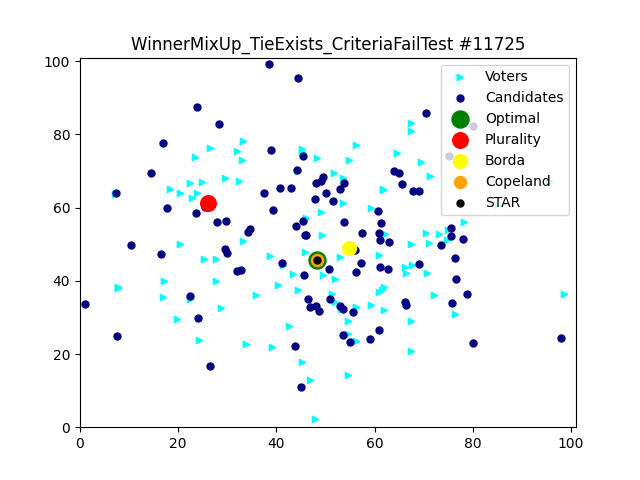 WinnerMixUp_TieExists_CriteriaFailTest #11725
100
80
60
40
20
0
0
20
40
60
80
100
Voters
Candidates
Optimal
Plurality
Borda
Copeland
STAR